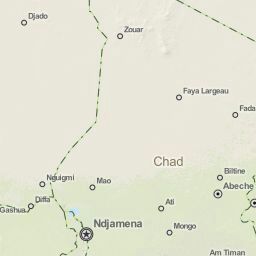 Djado
Zouar
Faya Largeau
Fada
Chad
Biltine
Nguigmi
Mao
Abeche
Diffa
Gashua
Ati
Ndjamena
Mongo
Am Timan